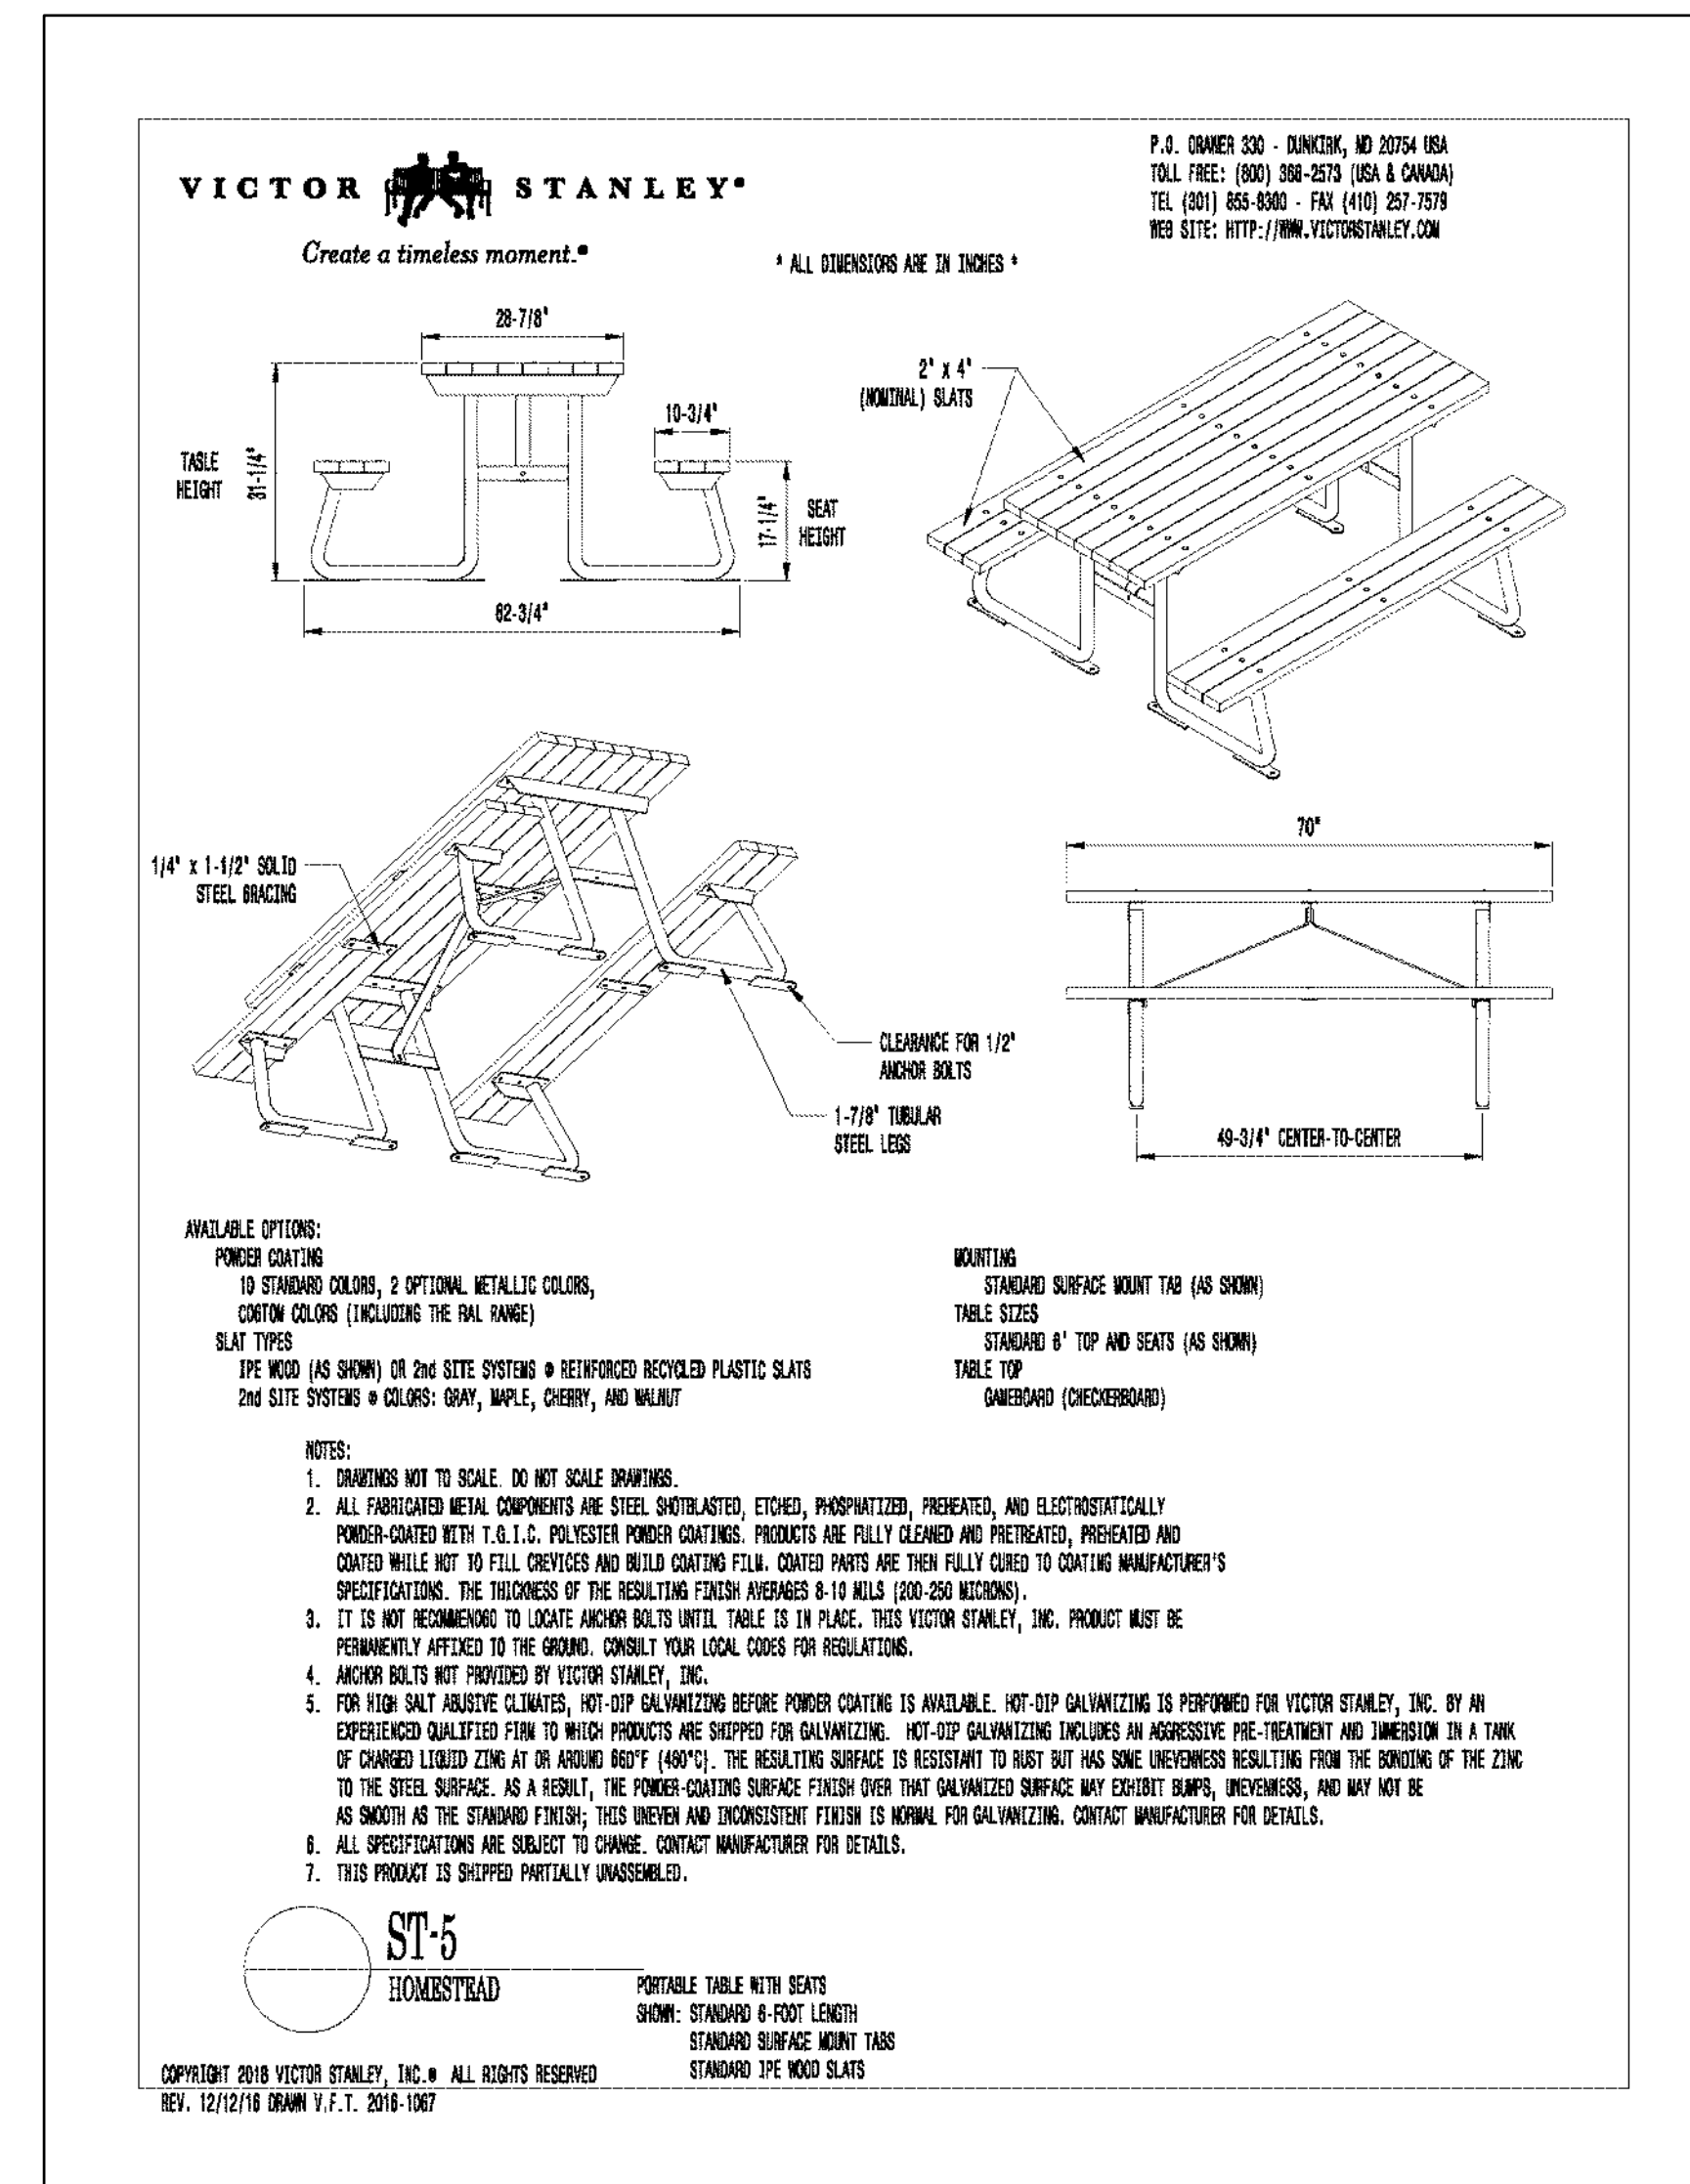 VICTOR STANLEY®
Create a timeless moment.®
P.O. DRAWER 330 - DUNKIRK, MD 20754 USA
TOLL FREE: (800) 368-2573 (USA & CANADA)
TEL (301) 855-8300 - FAX (410) 257-7579
WEB SITE: HTTP://WWW.VICTORSTANLEY.COM
* ALL DIMENSIONS ARE IN INCHES *
28-7/8"
10-3/4"
TABLE
HEIGHT
31-1/4"
17-1/4"
SEAT
HEIGHT
62-3/4"
2" X 4"
(NOMINAL) SLATS
1/4" X 1-1/2" SOLID
STEEL BRACING
CLEARANCE FOR 1/2"
ANCHOR BOLTS
1-7/8" TUBULAR
STEEL LEGS
70"
49-3/4" CENTER-TO-CENTER
AVAILABLE OPTIONS:
POWDER COATING
10 STANDARD COLORS, 2 OPTIONAL METALLIC COLORS,
CUSTOM COLORS (INCLUDING THE RAL RANGE)
SLAT TYPES
IPE WOOD (AS SHOWN) OR 2nd SITE SYSTEMS ® REINFORCED RECYCLED PLASTIC SLATS
2nd SITE SYSTEMS ® COLORS: GRAY, MAPLE, CHERRY, AND WALNUT
MOUNTING
STANDARD SURFACE MOUNT TAB (AS SHOWN)
TABLE SIZES
STANDARD 6' TOP AND SEATS (AS SHOWN)
TABLE TOP
GAMEBOARD (CHECKERBOARD)
NOTES:
1. DRAWINGS NOT TO SCALE. DO NOT SCALE DRAWINGS.
2. ALL FABRICATED METAL COMPONENTS ARE STEEL SHOTBLASTED, ETCHED, PHOSPHATIZED, PREHEATED, AND ELECTROSTATICALLY
POWDER-COATED WITH T.G.I.C. POLYESTER POWDER COATINGS. PRODUCTS ARE FULLY CLEANED AND PRETREATED, PREHEATED AND
COATED WHILE HOT TO FILL CREVICES AND BUILD COATING FILM. COATED PARTS ARE THEN FULLY CURED TO COATING MANUFACTURER'S
SPECIFICATIONS. THE THICKNESS OF THE RESULTING FINISH AVERAGES 8-10 MILS (200-250 MICRONS).
3. IT IS NOT RECOMMENDED TO LOCATE ANCHOR BOLTS UNTIL TABLE IS IN PLACE. THIS VICTOR STANLEY, INC. PRODUCT MUST BE
PERMANENTLY AFFIXED TO THE GROUND. CONSULT YOUR LOCAL CODES FOR REGULATIONS.
4. ANCHOR BOLTS NOT PROVIDED BY VICTOR STANLEY, INC.
5. FOR HIGH SALT ABUSIVE CLIMATES, HOT-DIP GALVANIZING BEFORE POWDER COATING IS AVAILABLE. HOT-DIP GALVANIZING IS PERFORMED FOR VICTOR STANLEY, INC. BY AN
EXPERIENCED QUALIFIED FIRM TO WHICH PRODUCTS ARE SHIPPED FOR GALVANIZING. HOT-DIP GALVANIZING INCLUDES AN AGGRESSIVE PRE-TREATMENT AND IMMERSION IN A TANK
OF CHARGED LIQUID ZINC AT OR AROUND 860°F (460°C). THE RESULTING SURFACE IS RESISTANT TO RUST BUT HAS SOME UNEVENNESS RESULTING FROM THE BONDING OF THE ZINC
TO THE STEEL SURFACE. AS A RESULT, THE POWDER-COATING SURFACE FINISH OVER THAT GALVANIZED SURFACE MAY EXHIBIT BUMPS, UNEVENNESS, AND MAY NOT BE
AS SMOOTH AS THE STANDARD FINISH; THIS UNEVEN AND INCONSISTENT FINISH IS NORMAL FOR GALVANIZING. CONTACT MANUFACTURER FOR DETAILS.
6. ALL SPECIFICATIONS ARE SUBJECT TO CHANGE. CONTACT MANUFACTURER FOR DETAILS.
7. THIS PRODUCT IS SHIPPED PARTIALLY UNASSEMBLED.
ST-5
HOMESTEAD
PORTABLE TABLE WITH SEATS
SHOWN: STANDARD 6-FOOT LENGTH
STANDARD SURFACE MOUNT TABS
STANDARD IPE WOOD SLATS
COPYRIGHT 2016 VICTOR STANLEY, INC.® ALL RIGHTS RESERVED
REV. 12/12/16 DRAWN V.F.T. 2016-1067